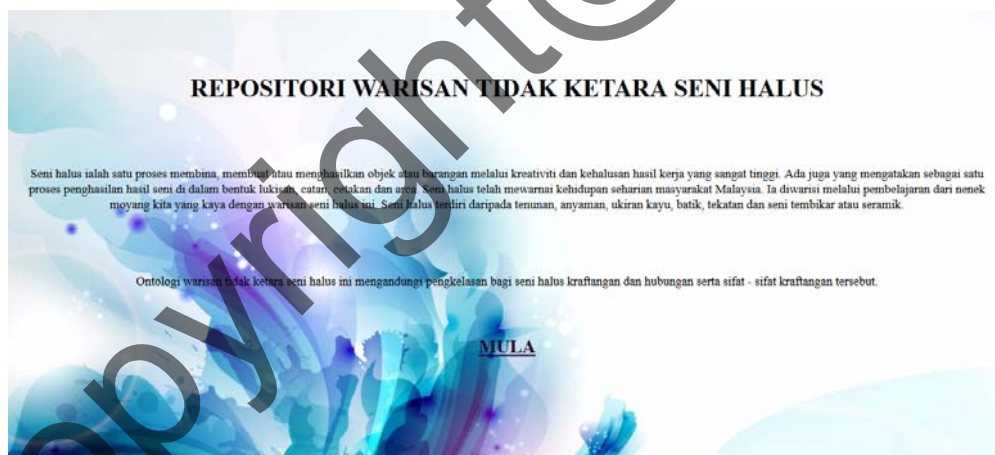 REPOSITORI WARISAN TIDAK KETARA SENI HALUS
Seni halus ialah satu proses membina, membuat atau menghasilkan objek atau barangan melalui kreativiti dan kehalusan hasil kerja yang sangat tinggi. Ada juga yang mengatakan sebagai satu
proses penghasilan hasil seni di dalam bentuk lukisan, catan, cetakan dan arca. Seni halus telah mewarnai kehidupan seharian masyarakat Malaysia. Ia diwarisi melalui pembelajaran dari nenek
moyang kita yang kaya dengan warisan seni halus ini. Seni halus terdiri daripada tenunan, anyaman, ukiran kayu, batik, tekatan dan seni tembikar atau seramik.
Ontologi warisan tidak ketara seni halus ini mengandungi pengkelasan bagi seni halus kraftangan dan hubungan serta sifat - sifat kraftangan tersebut.
MULA
opyright@